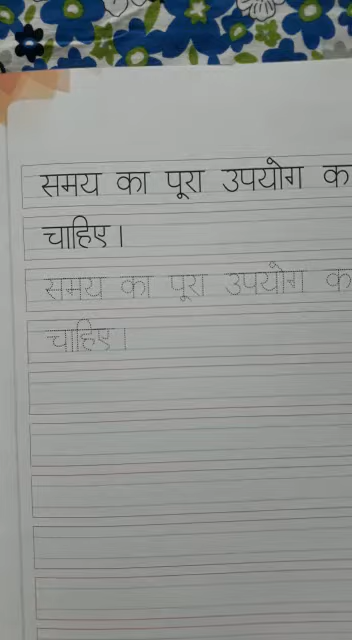 समय का पूरा उपयोग क
चाहिए।
समय का पूरा उपयोग क
चाहिए।